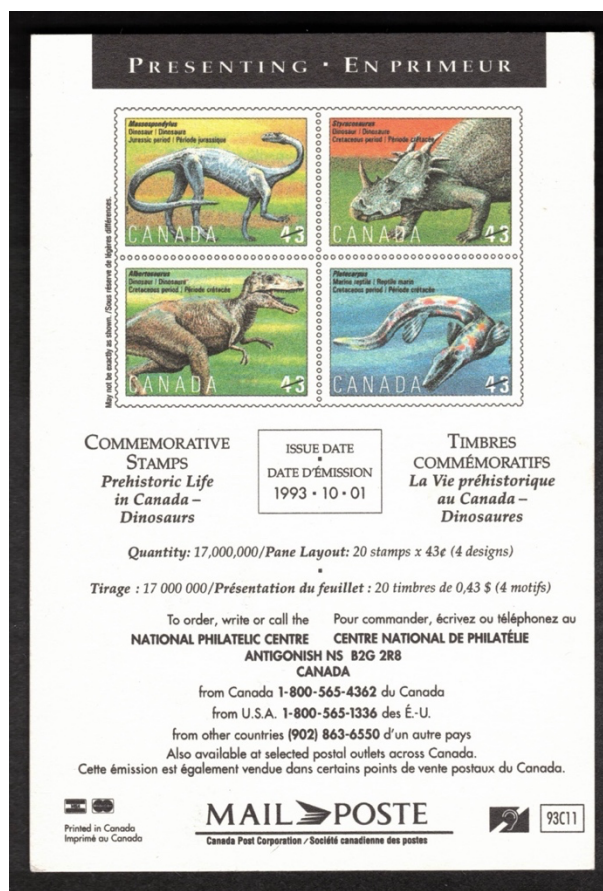 PRESENTING · EN PRIMEUR
Massospondylus
Dinosaur / Dinosaure
Jurassic period / Période jurassique
CANADA 43
Styracosaurus
Dinosaur / Dinosaure
Cretaceous period / Période crétacée
CANADA 43
Albertosaurus
Dinosaur / Dinosaure
Cretaceous period / Période crétacée
CANADA 43
Platecarpus
Marine reptile / Reptile marin
Cretaceous period / Période crétacée
CANADA 43
May not be exactly as shown. /Sous réserve de légères différences.
COMMEMORATIVE
STAMPS
Prehistoric Life
in Canada –
Dinosaurs
ISSUE DATE
DATE D'ÉMISSION
1993 · 10 · 01
TIMBRES
COMMÉMORATIFS
La Vie préhistorique
au Canada –
Dinosaures
Quantity: 17,000,000/Pane Layout: 20 stamps x 43¢ (4 designs)
Tirage : 17 000 000/Présentation du feuillet : 20 timbres de 0,43 $ (4 motifs)
To order, write or call the Pour commander, écrivez ou téléphonez au
NATIONAL PHILATELIC CENTRE CENTRE NATIONAL DE PHILATÉLIE
ANTIGONISH NS B2G 2R8
CANADA
from Canada 1-800-565-4362 du Canada
from U.S.A. 1-800-565-1336 des É.-U.
from other countries (902) 863-6550 d'un autre pays
Also available at selected postal outlets across Canada.
Cette émission est également vendue dans certains points de vente postaux du Canada.
Printed in Canada
Imprimé au Canada
MAIL POSTE
Canada Post Corporation / Société canadienne des postes
93C11